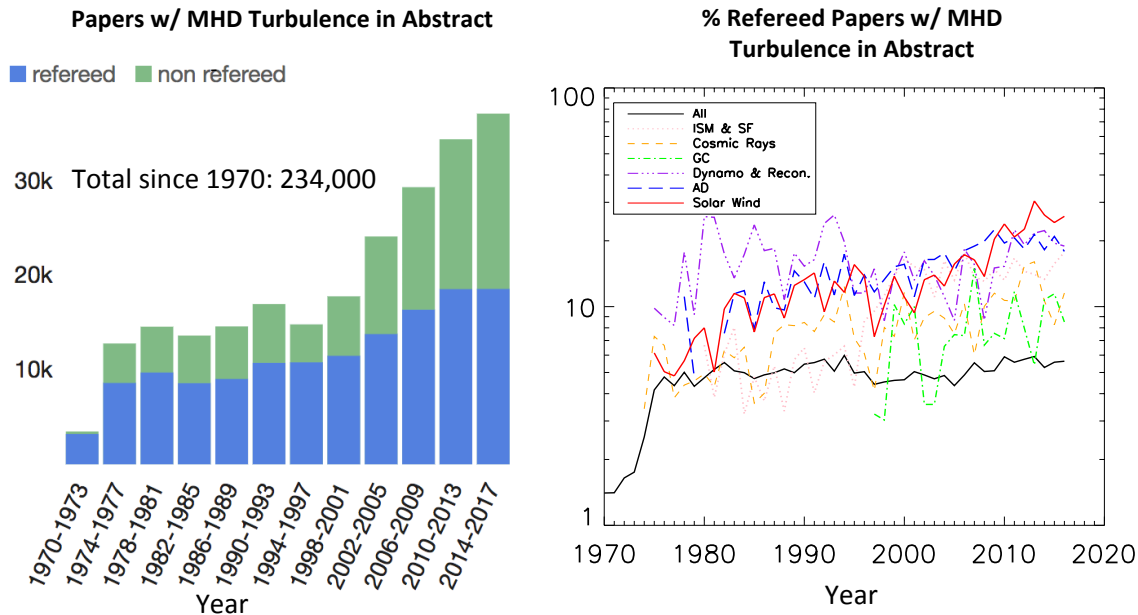 Papers w/ MHD Turbulence in Abstract
refereed
non refereed
30k
20k
10k
Total since 1970: 234,000
1970-1973
1974-1977
1978-1981
1982-1985
1986-1989
1990-1993
1994-1997
1998-2001
2002-2005
2006-2009
2010-2013
2014-2017
Year
% Refereed Papers w/ MHD
Turbulence in Abstract
100
10
1
All
ISM & SF
Cosmic Rays
GC
Dynamo & Recon.
AD
Solar Wind
1970
1980
1990
2000
2010
2020
Year